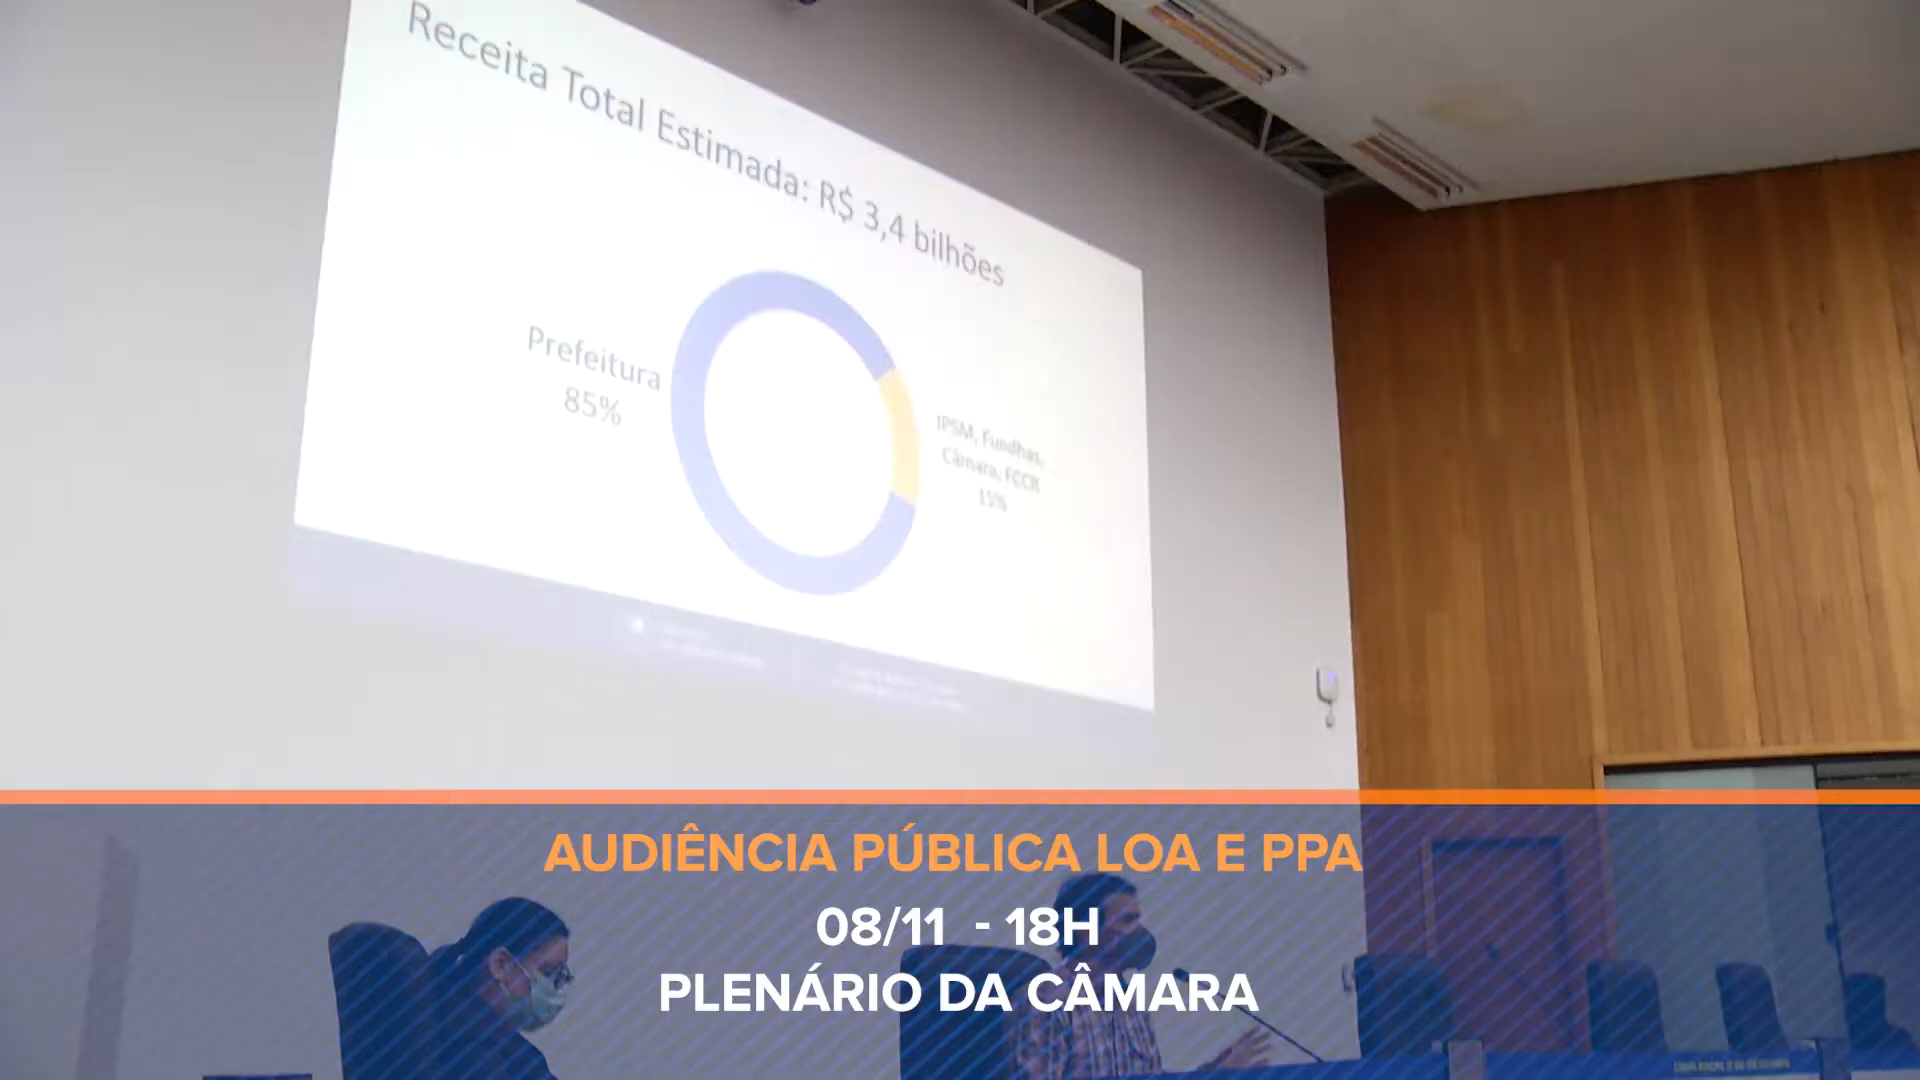 Receita Total Estimada: R$ 3,4 bilhões
Prefeitura
85%
IPSM, Fundhas,
Câmara, FCCR
15%
AUDIÊNCIA PÚBLICA LOA E PPA
08/11 - 18H
PLENÁRIO DA CÂMARA